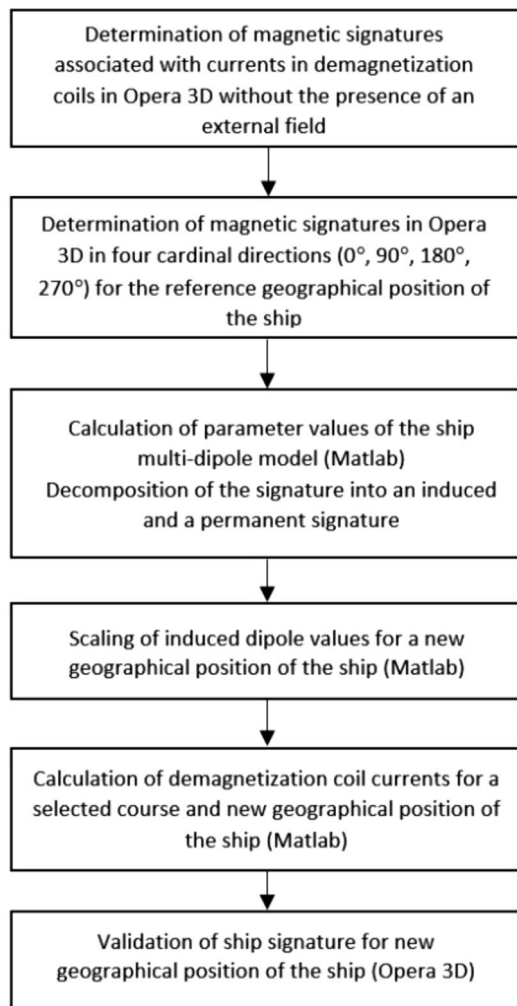 Determination of magnetic signatures
associated with currents in demagnetization
coils in Opera 3D without the presence of an
external field
Determination of magnetic signatures in Opera
3D in four cardinal directions (0°, 90°, 180°,
270°) for the reference geographical position of
the ship
Calculation of parameter values of the ship
multi-dipole model (Matlab)
Decomposition of the signature into an induced
and a permanent signature
Scaling of induced dipole values for a new
geographical position of the ship (Matlab)
Calculation of demagnetization coil currents for a
selected course and new geographical position of
the ship (Matlab)
Validation of ship signature for new
geographical position of the ship (Opera 3D)